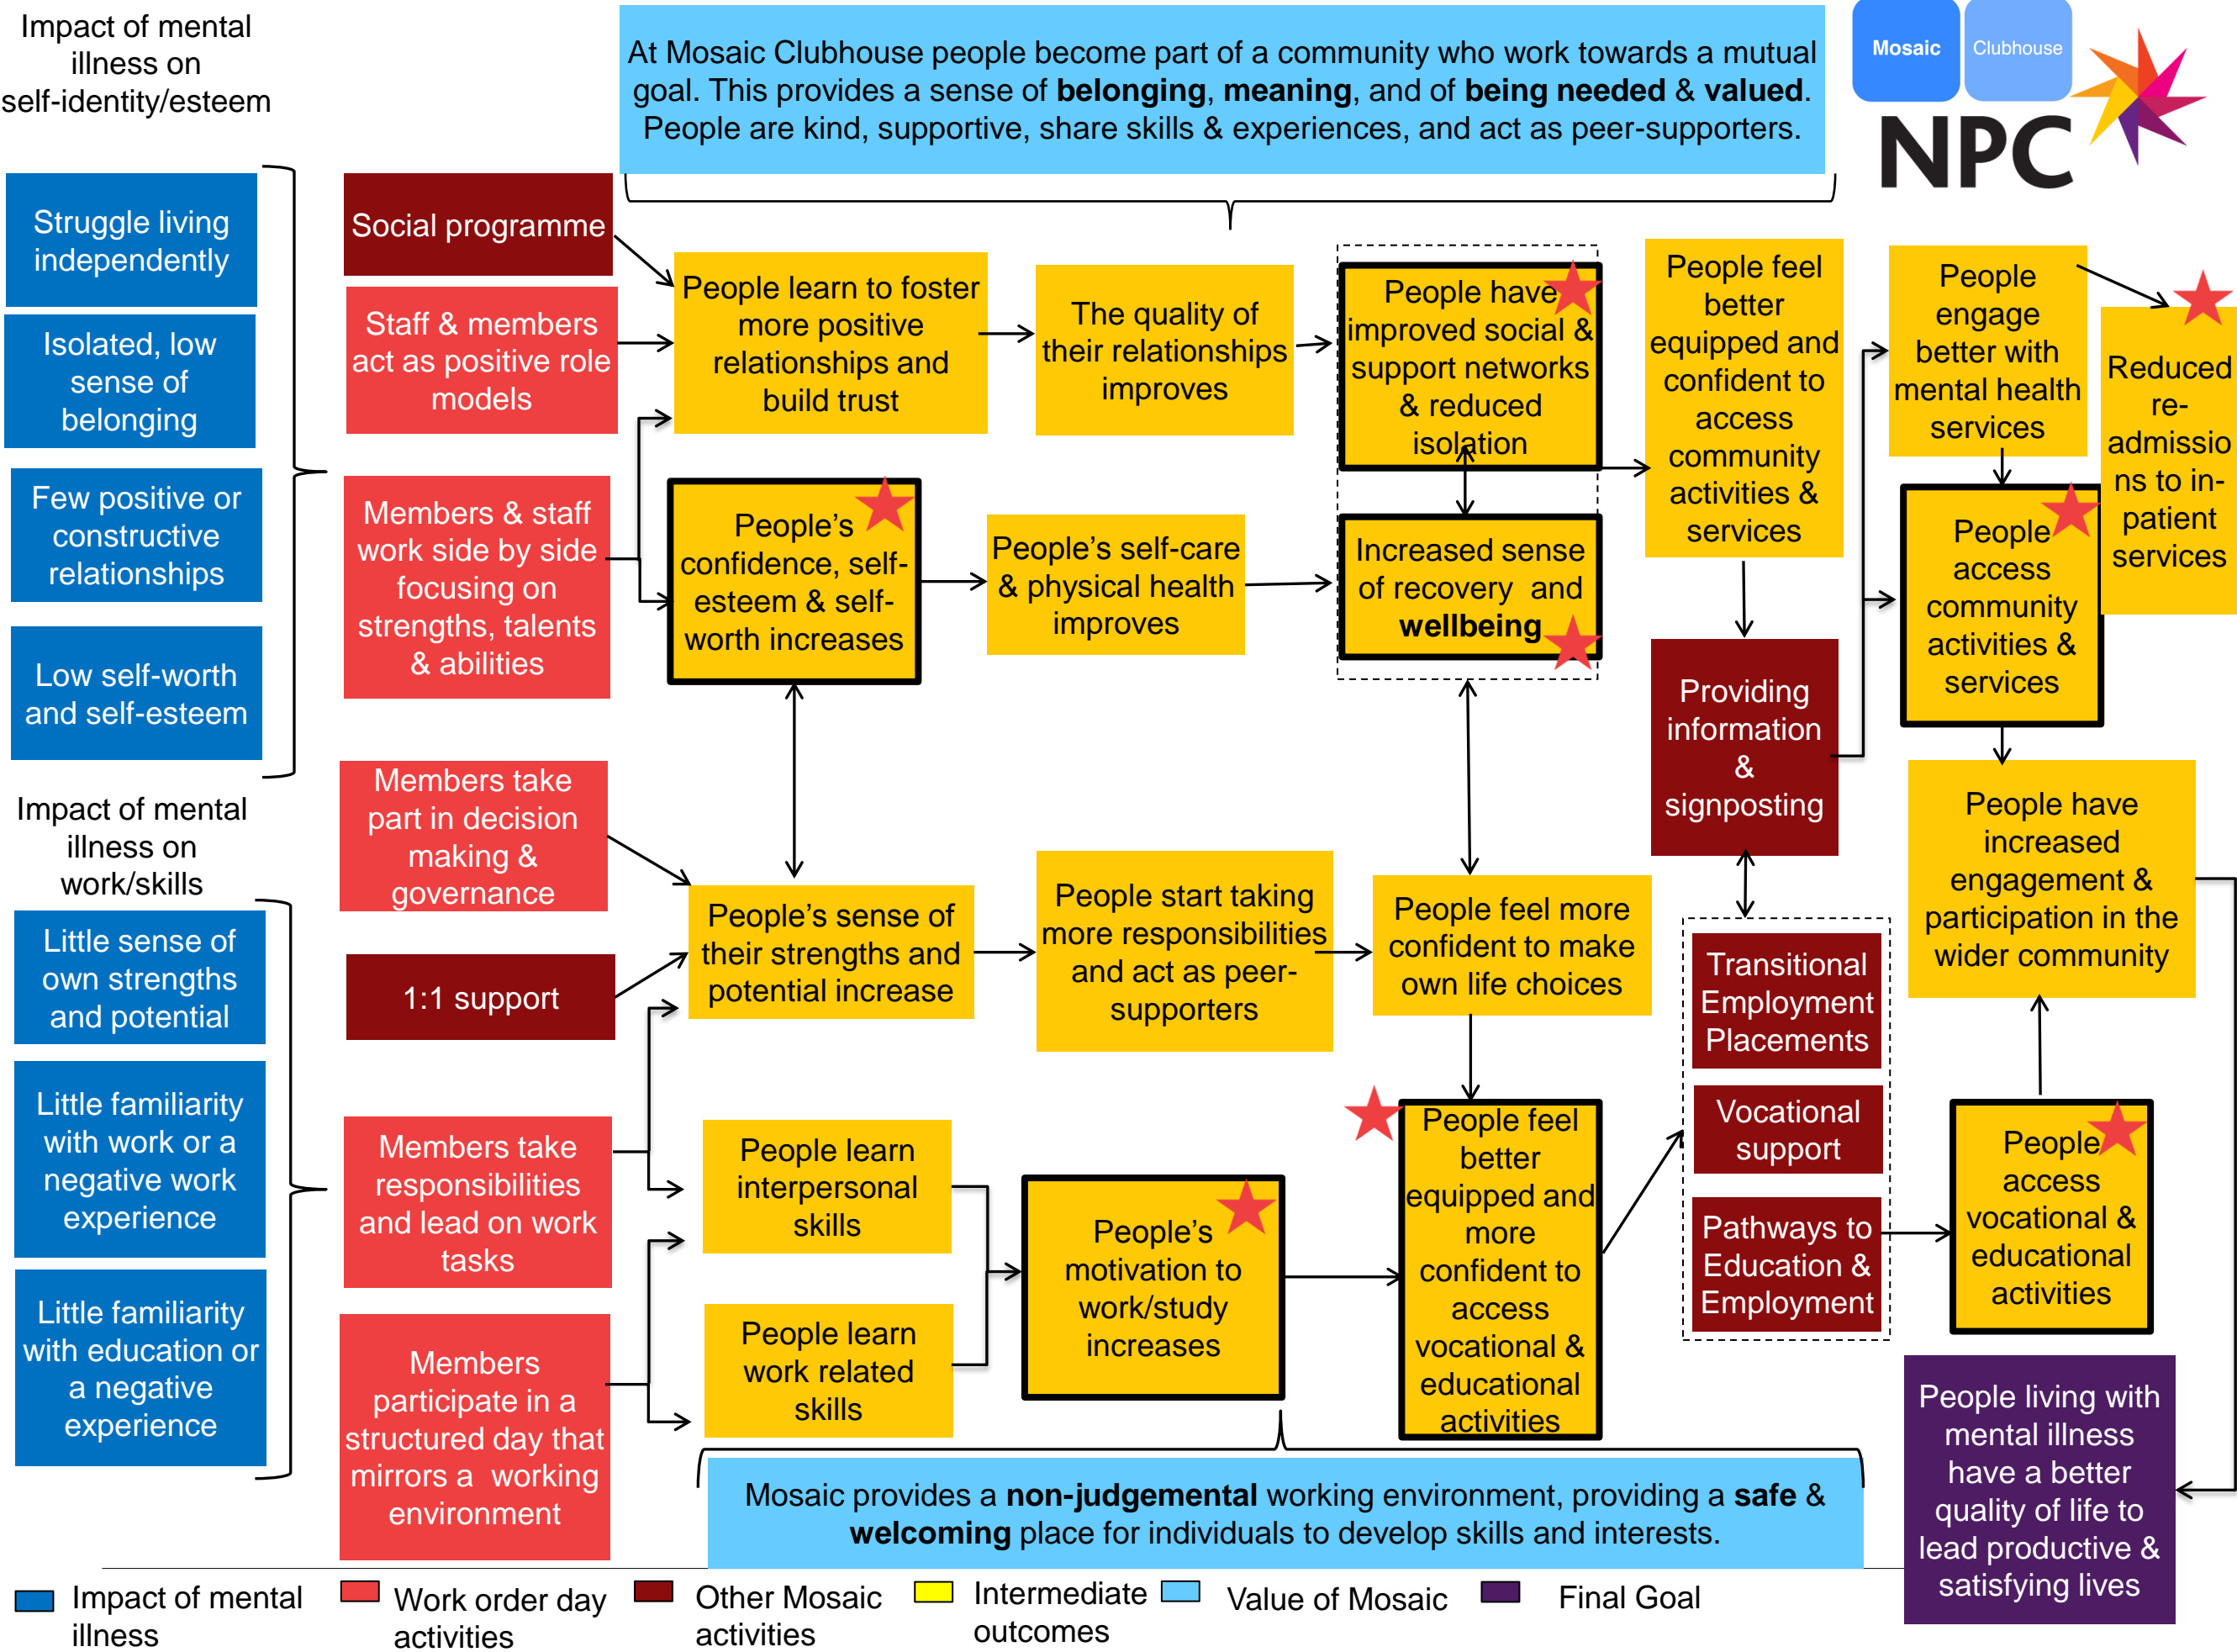 Impact of mental
illness on
self-identity/esteem
At Mosaic Clubhouse people become part of a community who work towards a mutual
goal. This provides a sense of belonging, meaning, and of being needed & valued.
People are kind, supportive, share skills & experiences, and act as peer-supporters.
Mosaic
Clubhouse
NPC
Struggle living
independently
Isolated, low
sense of
belonging
Few positive or
constructive
relationships
Low self-worth
and self-esteem
Social programme
Staff & members
act as positive role
models
Members & staff
work side by side
focusing on
strengths, talents
& abilities
People learn to foster
more positive
relationships and
build trust
The quality of
their relationships
improves
People have
improved social &
support networks
& reduced
isolation
People's
confidence, self-
esteem & self-
worth increases
People's self-care
& physical health
improves
Increased sense
of recovery and
wellbeing
People feel
better
equipped and
confident to
access
community
activities &
services
People
engage
better with
mental health
services
Reduced
re-
admissio
ns to in-
patient
services
People
access
community
activities &
services
Providing
information
&
signposting
People have
increased
engagement &
participation in the
wider community
Impact of mental
illness on
work/skills
Little sense of
own strengths
and potential
Little familiarity
with work or a
negative work
experience
Little familiarity
with education or
a negative
experience
Members take
part in decision
making &
governance
1:1 support
Members take
responsibilities
and lead on work
tasks
Members
participate in a
structured day that
mirrors a working
environment
People's sense of
their strengths and
potential increase
People start taking
more responsibilities
and act as peer-
supporters
People feel more
confident to make
own life choices
People learn
interpersonal
skills
People learn
work related
skills
People's
motivation to
work/study
increases
People feel
better
equipped and
more
confident to
access
vocational &
educational
activities
Transitional
Employment
Placements
Vocational
support
Pathways to
Education &
Employment
People
access
vocational &
educational
activities
People living with
mental illness
have a better
quality of life to
lead productive &
satisfying lives
Mosaic provides a non-judgemental working environment, providing a safe &
welcoming place for individuals to develop skills and interests.
Impact of mental
illness
Work order day
activities
Other Mosaic
activities
Intermediate
outcomes
Value of Mosaic
Final Goal